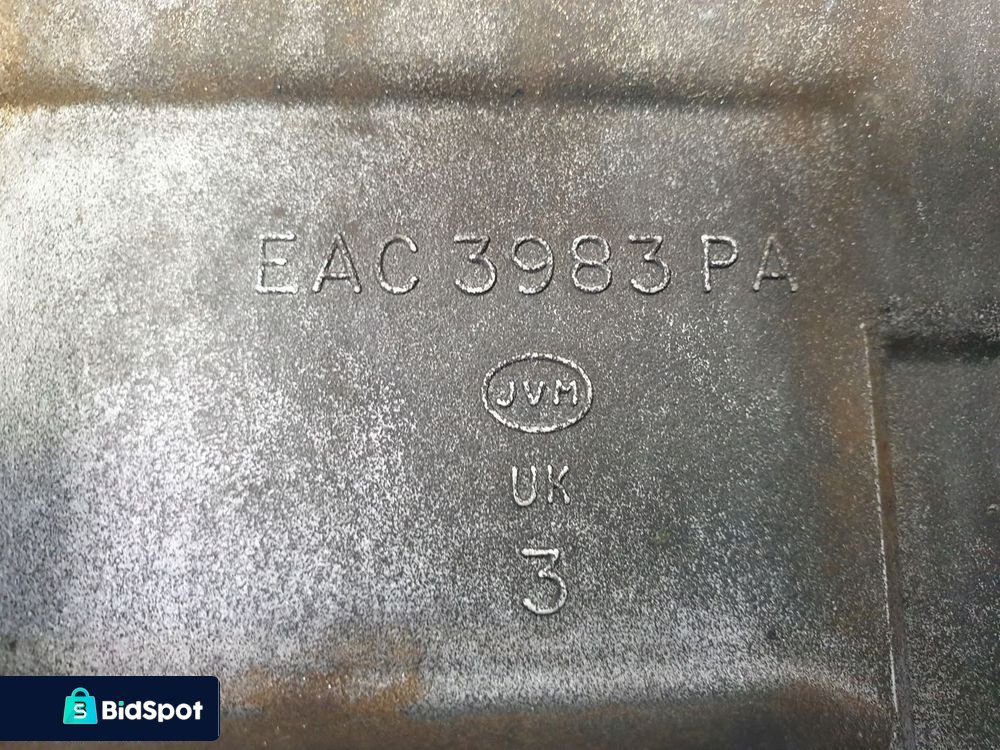 EAC 3983 PA
JVM
UK
3
BidSpot